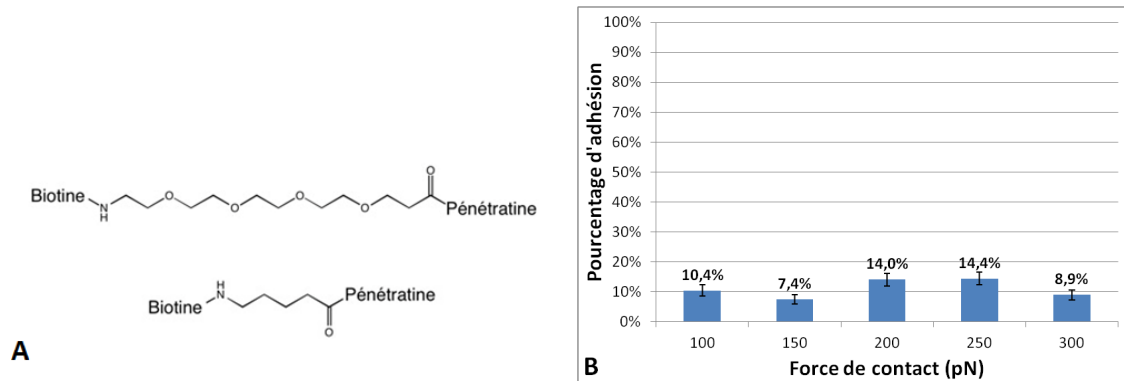 Biotine
N
H
O
O
O
O
O
Pénétratine
Biotine
H
N
O
Pénétratine
A
Pourcentage d'adhésion
100%
90%
80%
70%
60%
50%
40%
30%
20%
10%
0%
10,4%
7,4%
14,0%
14,4%
8,9%
100
150
200
250
300
Force de contact (pN)
B